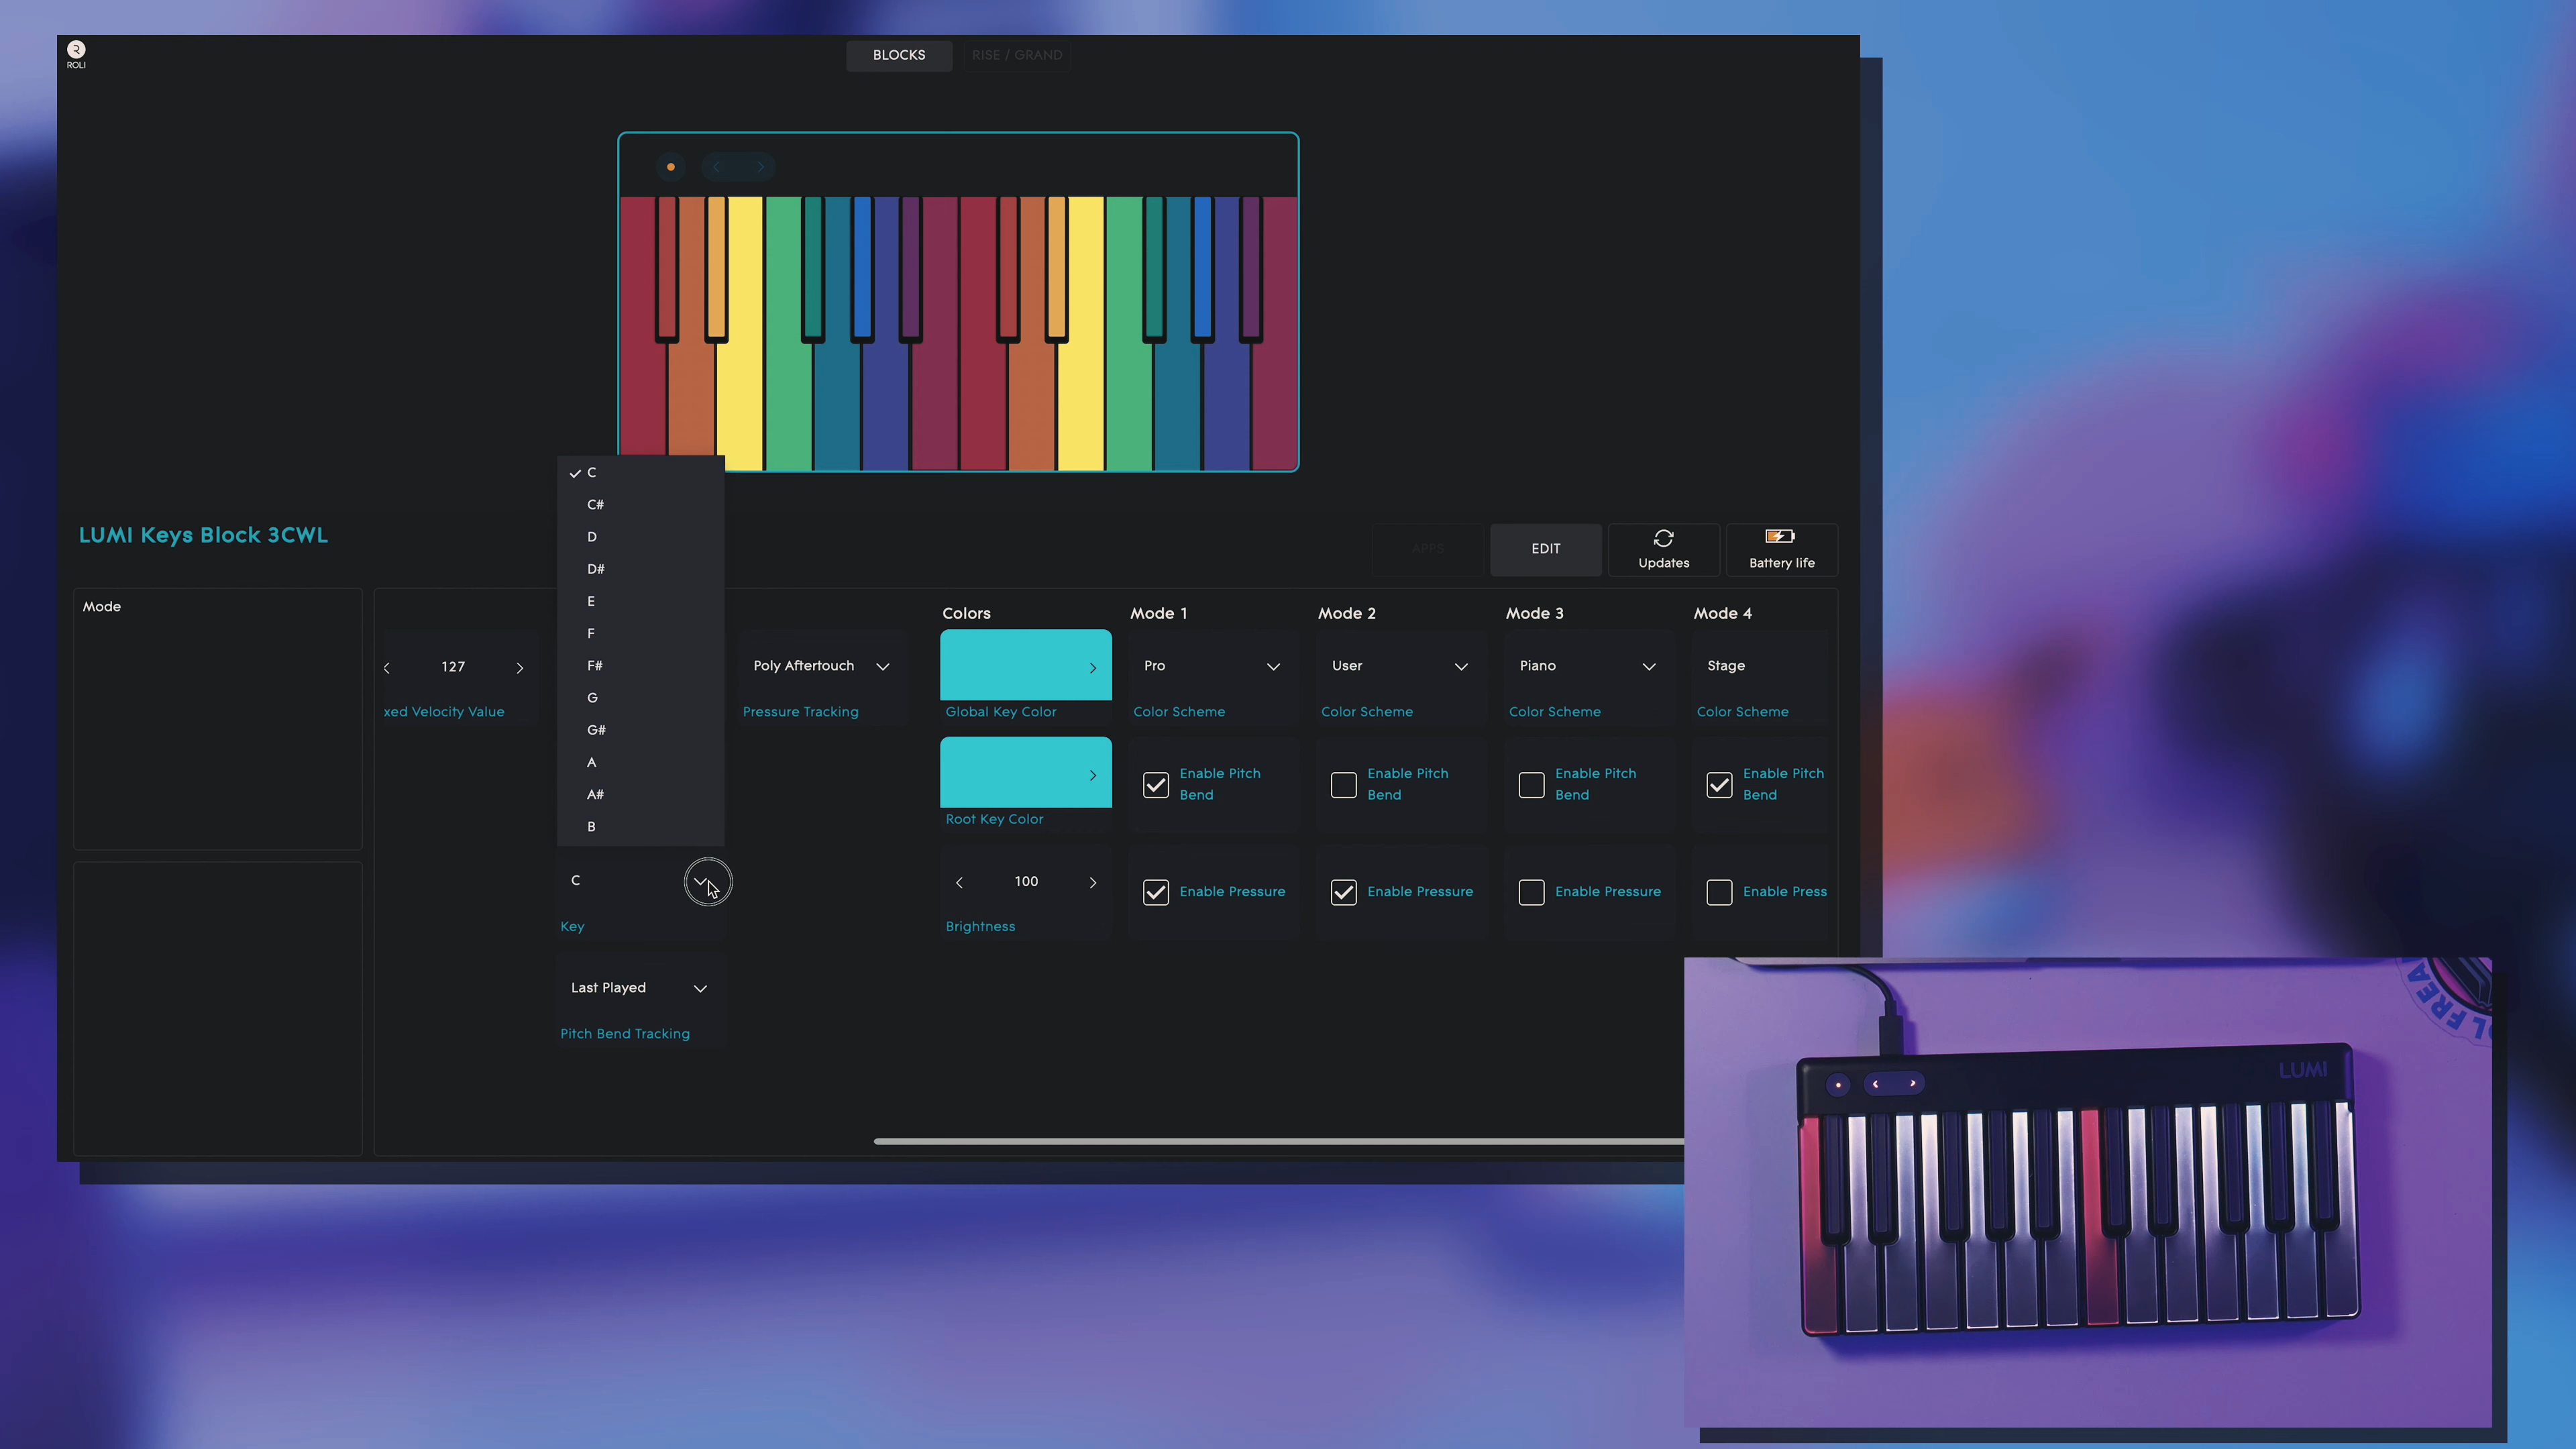 ROLI
BLOCKS
RISE / GRAND
LUMI Keys Block 3CWL
APPS
EDIT
Updates
Battery life
Mode
127
xed Velocity Value
C
C#
D
D#
E
F
F#
G
G#
A
A#
B
C
Key
Last Played
Pitch Bend Tracking
Poly Aftertouch
Pressure Tracking
Colors
Global Key Color
Root Key Color
100
Brightness
Mode 1
Pro
Color Scheme
Enable Pitch
Bend
Enable Pressure
Mode 2
User
Color Scheme
Enable Pitch
Bend
Enable Pressure
Mode 3
Piano
Color Scheme
Enable Pitch
Bend
Enable Pressure
Mode 4
Stage
Color Scheme
Enable Pitch
Bend
Enable Press
LUMI
OL FREA